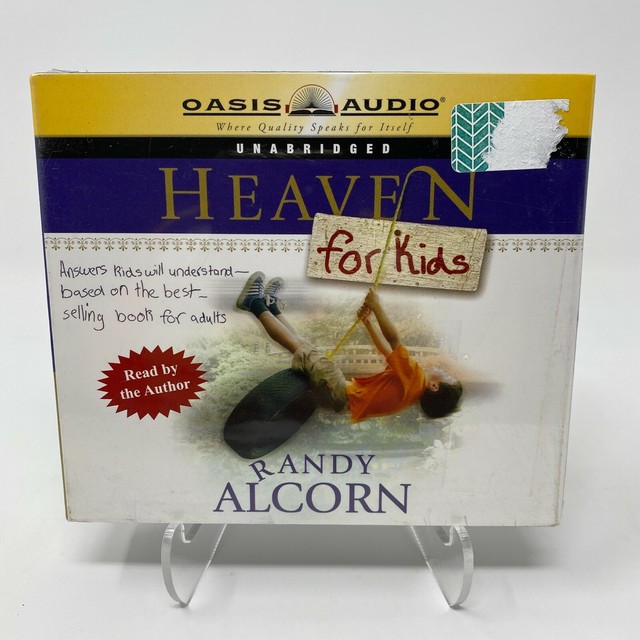 OASIS AUDIO®
Where Quality Speaks for Itself
UNABRIDGED
HEAVEN
for Kids
Answers kids will understand—
based on the best-
selling book for adults
Read by
the Author
RANDY
ALCORN